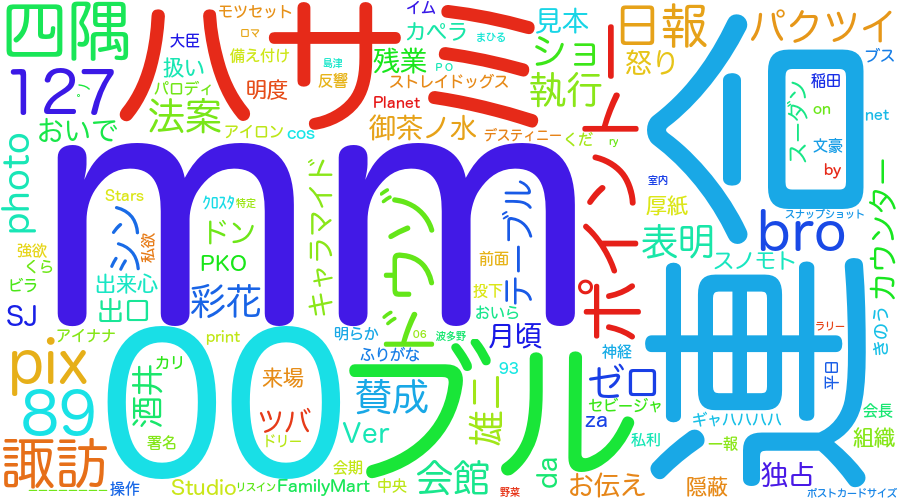 四隅
ハサミ
モツセット
イム
カペラ
まひる
見本
日報
パクツイ
ロマ
大臣
備え付け
島津
ＰＯ
ショー
怒り
ブス
127
扱い
パロディ
反響
残業
ストレイドッグス
執行
稲田
明度
Planet
法案
御茶ノ水
デスティニー
くだ
スーダン
on
net
おいで
アイロン
cos
ry
文豪
photo
mm
by
室内
Stars
ｸﾛｽﾀ
特定
キャラマイド
ポイント
合
bro
スナップショット
厚紙
シン
私欲
ドン
ドウゾ
テーブル
表明
カウンター
強欲
くら
PKO
前面
スノモト
ビラ
出来心
出口
彩花
投下
おいら
SJ
月頃
運
ラリー
きのう
アイナナ
print
明らか
06
波多野
神経
pix
00
ブル
ふりがな
93
ゼロ
平日
カリ
酒井
来場
賛成
雄二
セビージャ
89
ツバ
za
ギャハハハハ
会長
署名
ドリー
Ver
私利
一報
組織
諏訪
会期
会館
da
お伝え
隠蔽
独占
操作
Studio
リスイン
FamilyMart
中央
野菜
ポストカードサイズ